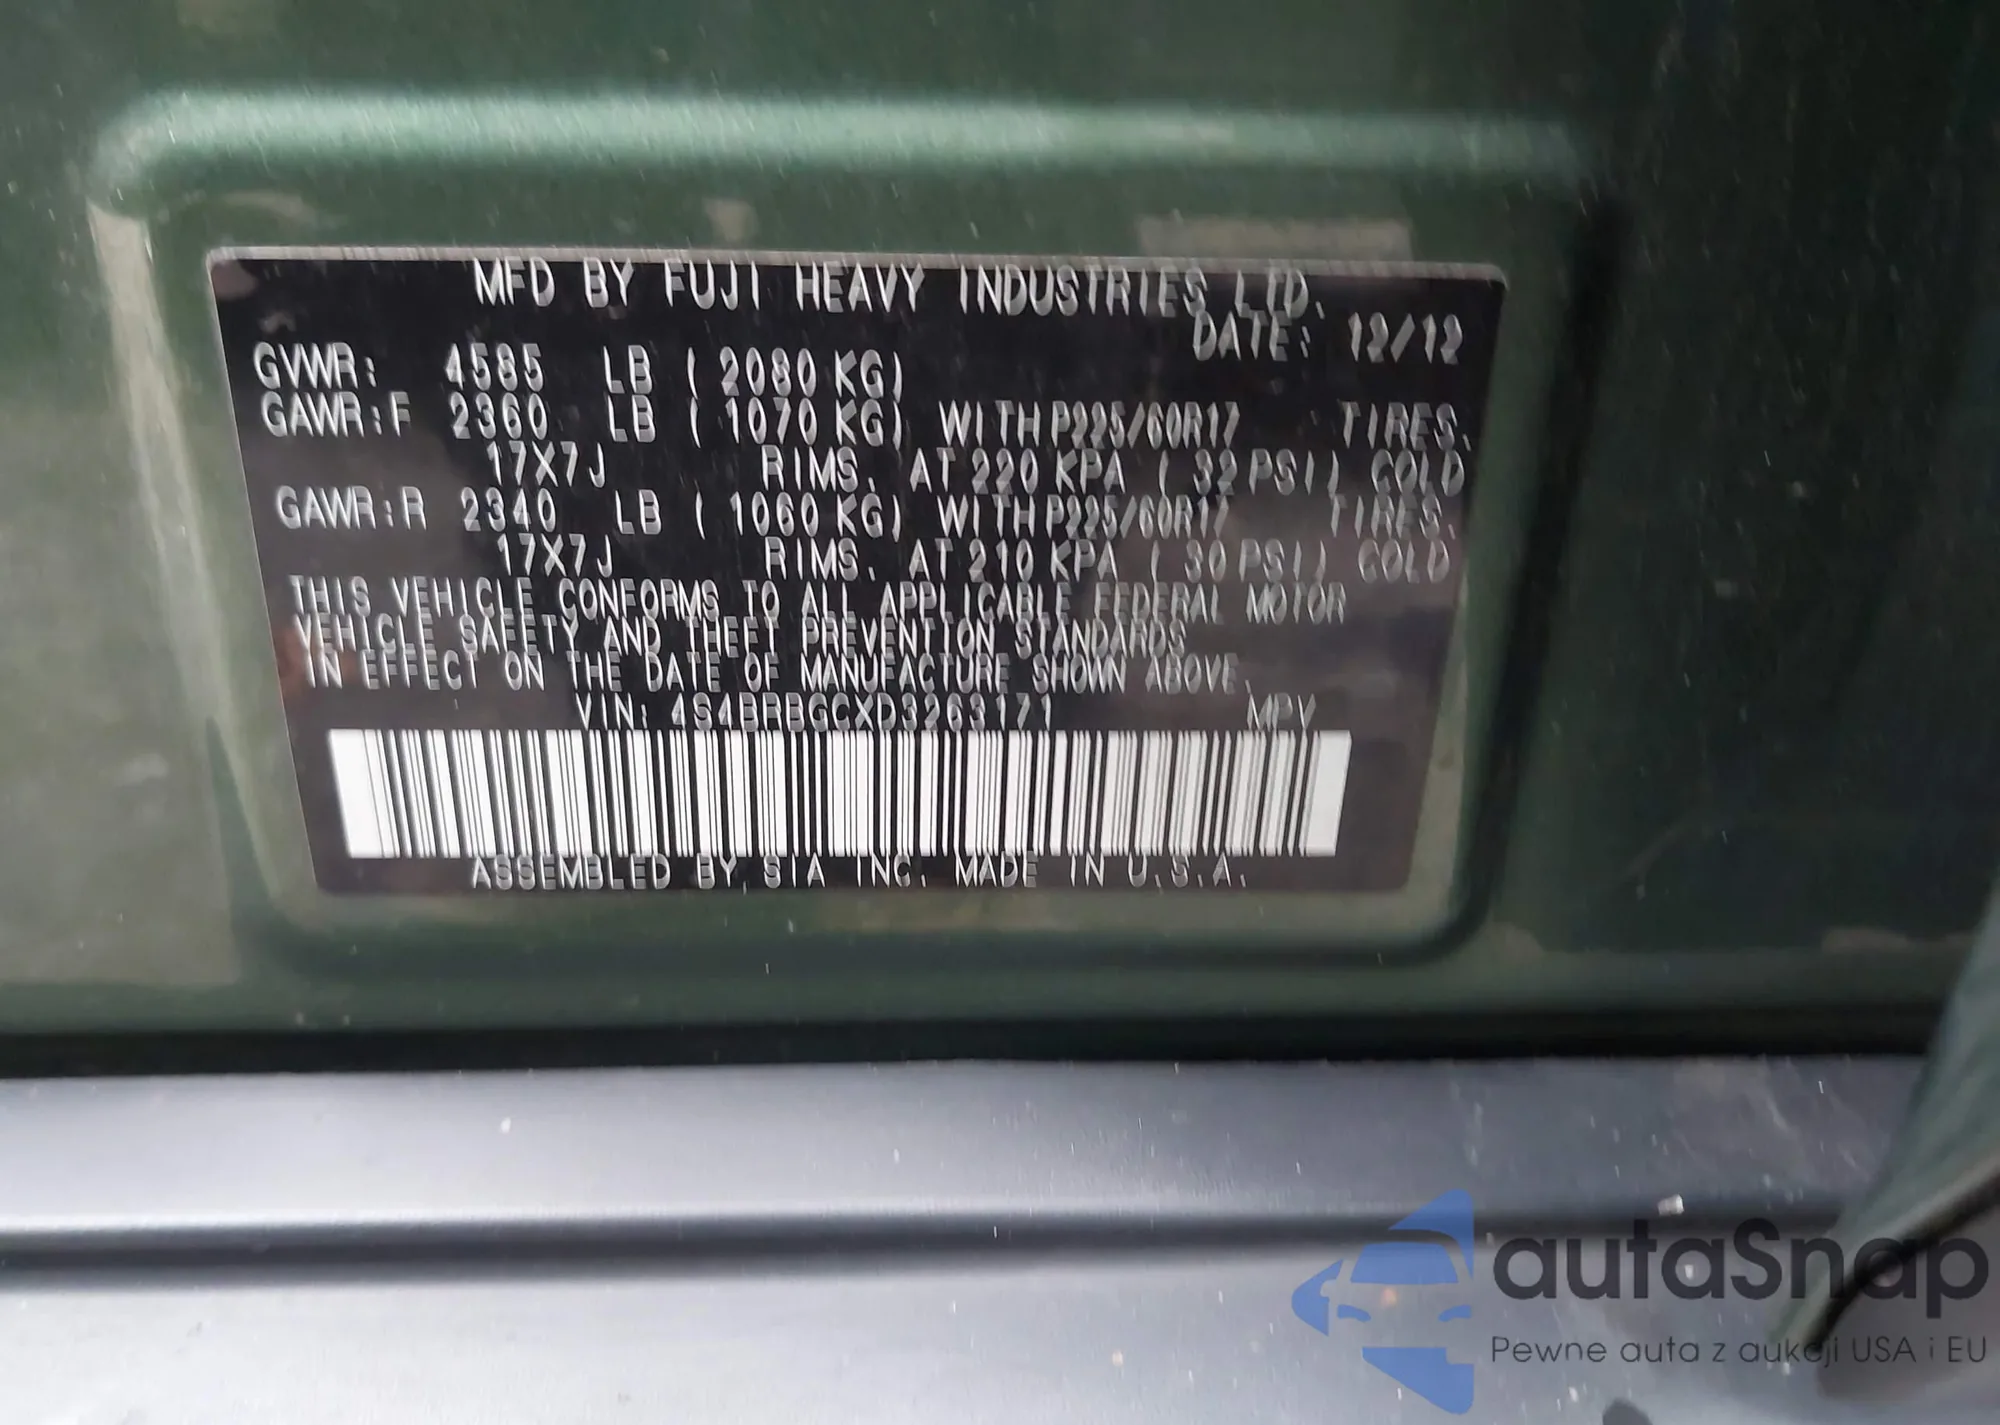 MFD BY FUJI HEAVY INDUSTRIES LTD.
DATE: 12/12
GVWR: 4585 LB ( 2080 KG)
GAWR:F 2360 LB ( 1070 KG) WITH P225/60R17 TIRES.
17X7J RIMS. AT 220 KPA ( 32 PSI) COLD
GAWR:R 2340 LB ( 1060 KG) WITH P225/60R17 TIRES.
17X7J RIMS. AT 210 KPA ( 30 PSI) COLD
THIS VEHICLE CONFORMS TO ALL APPLICABLE FEDERAL MOTOR
VEHICLE SAFETY AND THEFT PREVENTION STANDARDS
IN EFFECT ON THE DATE OF MANUFACTURE SHOWN ABOVE.
VIN: 4S4BRBGCXD3263171 MPV
ASSEMBLED BY SIA INC. MADE IN U.S.A.
autaSnap
Pewne auta z aukcji USA i EU